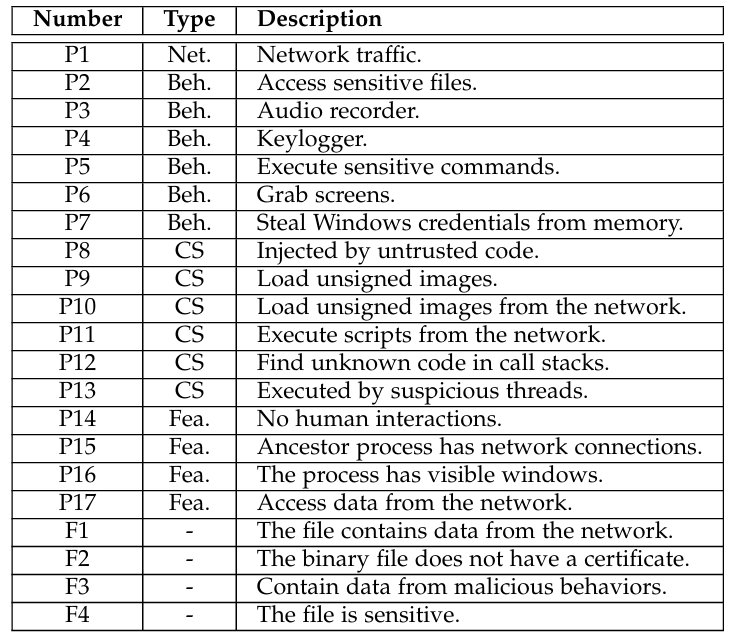 Number Type Description
P1 Net. Network traffic.
P2 Beh. Access sensitive files.
P3 Beh. Audio recorder.
P4 Beh. Keylogger.
P5 Beh. Execute sensitive commands.
P6 Beh. Grab screens.
P7 Beh. Steal Windows credentials from memory.
P8 CS Injected by untrusted code.
P9 CS Load unsigned images.
P10 CS Load unsigned images from the network.
P11 CS Execute scripts from the network.
P12 CS Find unknown code in call stacks.
P13 CS Executed by suspicious threads.
P14 Fea. No human interactions.
P15 Fea. Ancestor process has network connections.
P16 Fea. The process has visible windows.
P17 Fea. Access data from the network.
F1 - The file contains data from the network.
F2 - The binary file does not have a certificate.
F3 - Contain data from malicious behaviors.
F4 - The file is sensitive.